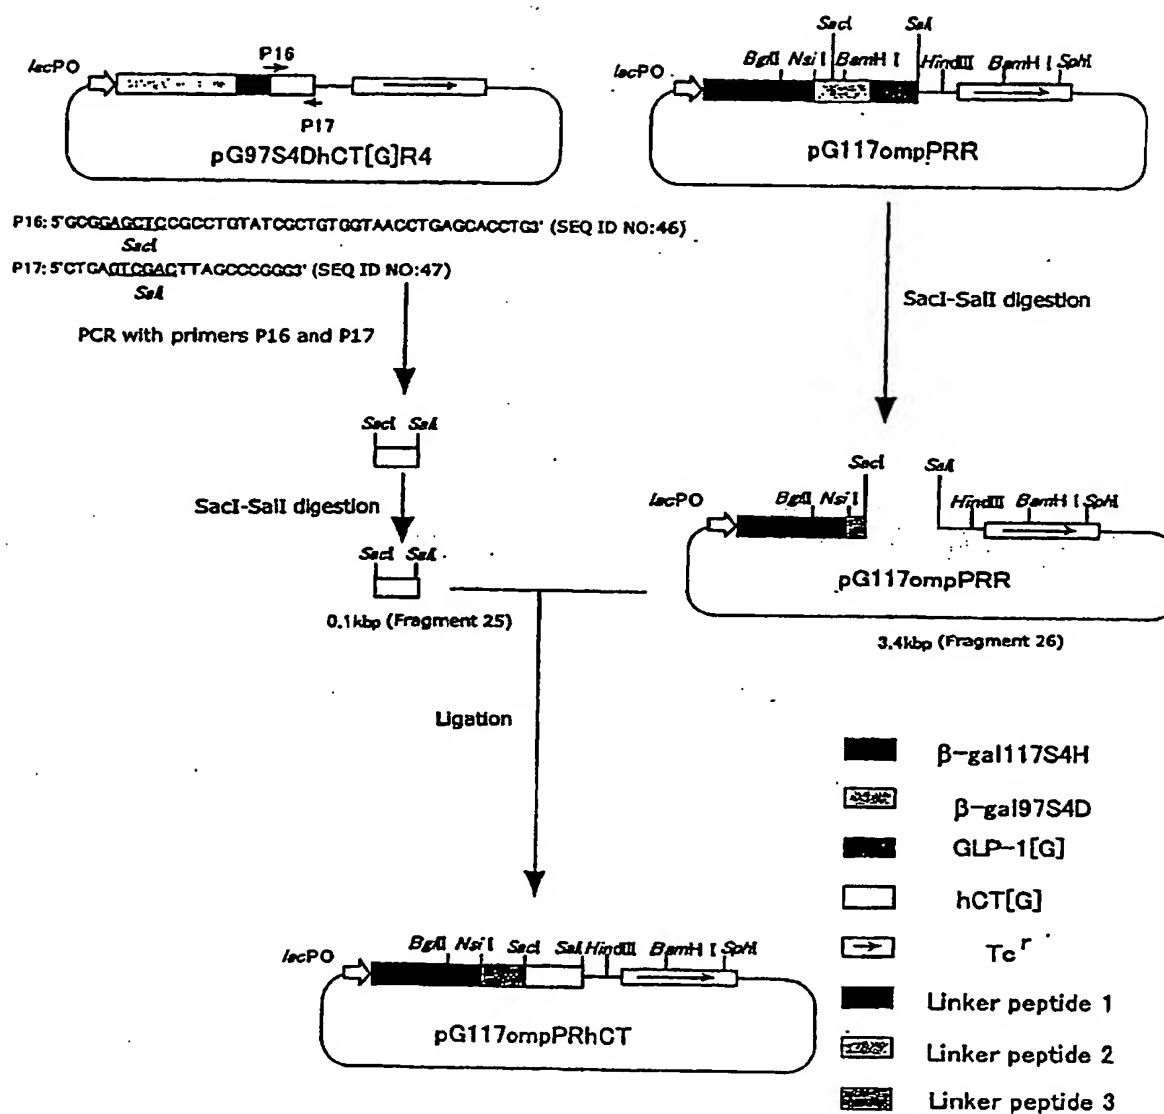 lacPO P16
P17
pG97S4DhCT[G]R4
SacI SalI
BglII NsiI BamHI HindIII BamHI SphI
lacPO
pG117ompPRR
P16: 5'GCGGAGCTCCGCCTGTATCGCTGTGGTAACCTGAGCACCTG3' (SEQ ID NO:46)
SacI
P17: 5'CTGAGTCGACTTAGCCCGGG3' (SEQ ID NO:47)
SalI
PCR with primers P16 and P17
SacI-SalI digestion
SacI SalI
SacI-SalI digestion
SacI SalI
0.1kbp (Fragment 25)
SacI SalI
lacPO BglII NsiI HindIII BamHI SphI
pG117ompPRR
3.4kbp (Fragment 26)
Ligation
lacPO BglII NsiI SacI SalI HindIII BamHI SphI
pG117ompPRhCT
β-gal117S4H
β-gal97S4D
GLP-1[G]
hCT[G]
Tc r
Linker peptide 1
Linker peptide 2
Linker peptide 3